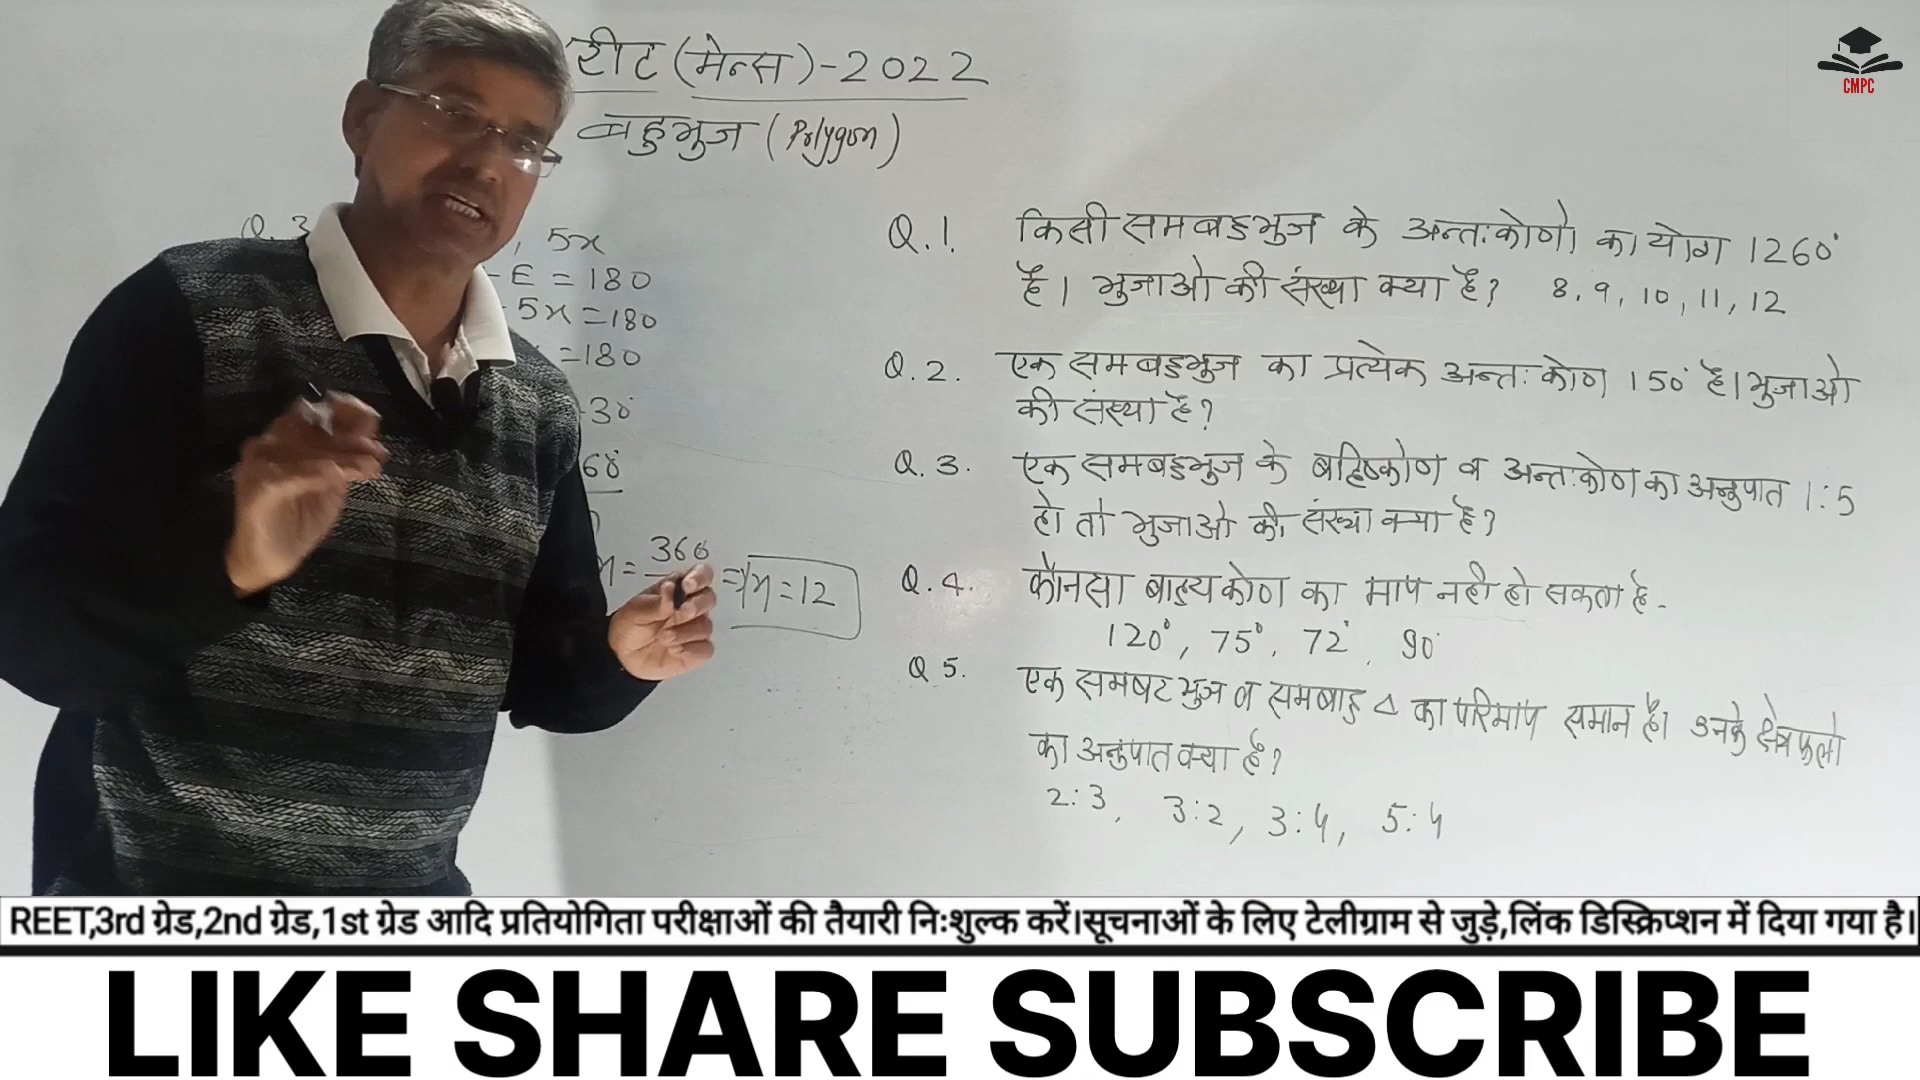 रीट (मेन्स)-2022
बहुभुज (Polygon)
CMPC
Q.3
, 5x
- E = 180
5x = 180
= 180
30°
360
= 360 = n = 12
Q.1. किसी समबहुभुज के अन्तःकोणो का योग 1260°
है। भुजाओ की संख्या क्या है? 8, 9, 10, 11, 12
Q.2. एक समबहुभुज का प्रत्येक अन्तः कोण 150° है। भुजाओ
की संख्या है?
Q.3. एक समबहुभुज के बहिष्कोण व अन्तःकोण का अनुपात 1:5
हो तो भुजाओ की संख्या क्या है?
Q.4. कौनसा बाह्य कोण का माप नही हो सकता है-
120°, 75°, 72°, 90°
Q 5. एक समषट भुज व समबाहु Δ का परिमाप समान है। उनके क्षेत्रफलो
का अनुपात क्या है?
2:3, 3:2, 3:4, 5:4
REET,3rd ग्रेड,2nd ग्रेड,1st ग्रेड आदि प्रतियोगिता परीक्षाओं की तैयारी निःशुल्क करें।सूचनाओं के लिए टेलीग्राम से जुड़े,लिंक डिस्क्रिप्शन में दिया गया है।
LIKE SHARE SUBSCRIBE